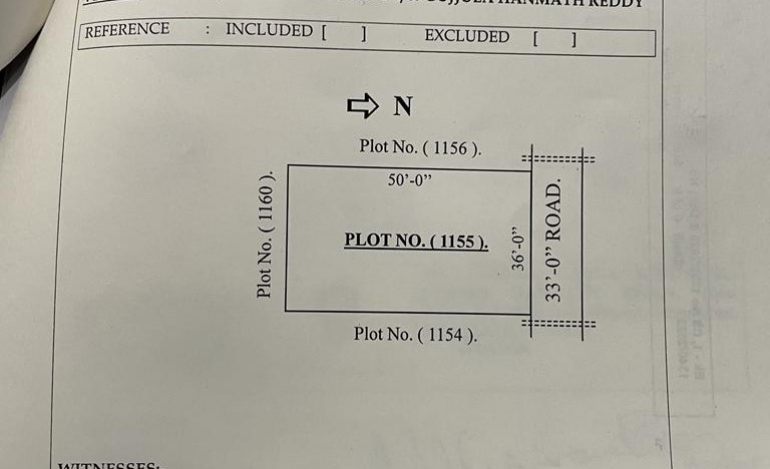 HANMATH REDDY
REFERENCE : INCLUDED [ ] EXCLUDED [ ]
N
Plot No. ( 1156 ).
50'-0"
Plot No. ( 1160 ).
PLOT NO. ( 1155 ).
36'-0"
33'-0" ROAD.
Plot No. ( 1154 ).
WITNESSES: